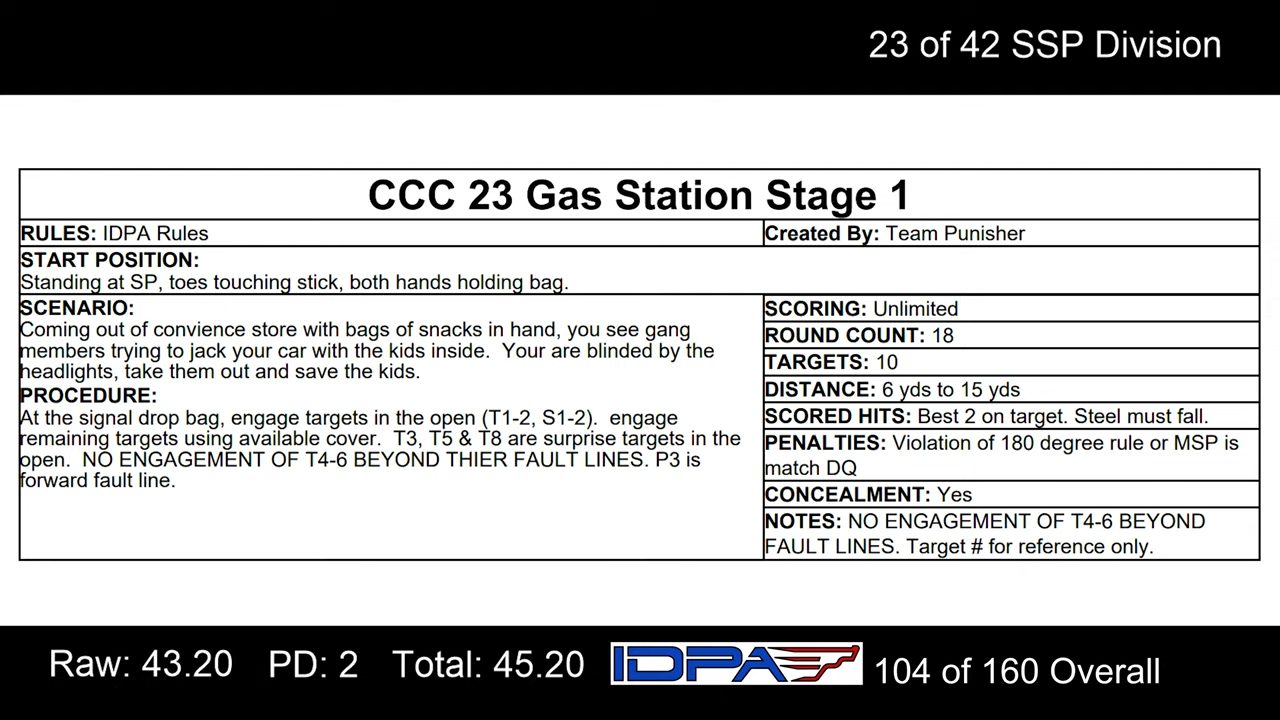 23 of 42 SSP Division
CCC 23 Gas Station Stage 1
RULES: IDPA Rules
Created By: Team Punisher
START POSITION:
Standing at SP, toes touching stick, both hands holding bag.
SCENARIO:
Coming out of convience store with bags of snacks in hand, you see gang
members trying to jack your car with the kids inside.  Your are blinded by the
headlights, take them out and save the kids.
PROCEDURE:
At the signal drop bag, engage targets in the open (T1-2, S1-2).  engage
remaining targets using available cover.  T3, T5 & T8 are surprise targets in the
open.  NO ENGAGEMENT OF T4-6 BEYOND THIER FAULT LINES. P3 is
forward fault line.
SCORING: Unlimited
ROUND COUNT: 18
TARGETS: 10
DISTANCE: 6 yds to 15 yds
SCORED HITS: Best 2 on target. Steel must fall.
PENALTIES: Violation of 180 degree rule or MSP is
match DQ
CONCEALMENT: Yes
NOTES: NO ENGAGEMENT OF T4-6 BEYOND
FAULT LINES. Target # for reference only.
Raw: 43.20 PD: 2 Total: 45.20 IDPA 104 of 160 Overall